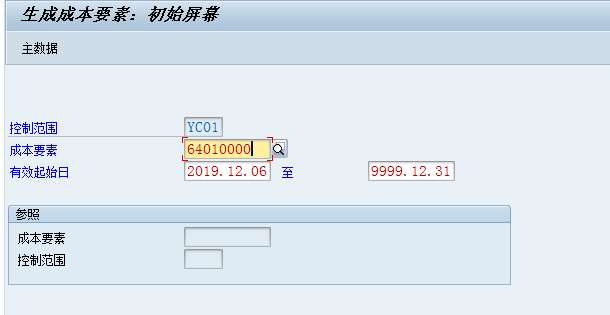 生成成本要素：初始屏幕
主数据
控制范围 YC01
成本要素 64010000
有效起始日 2019.12.06 至 9999.12.31
参照
成本要素
控制范围